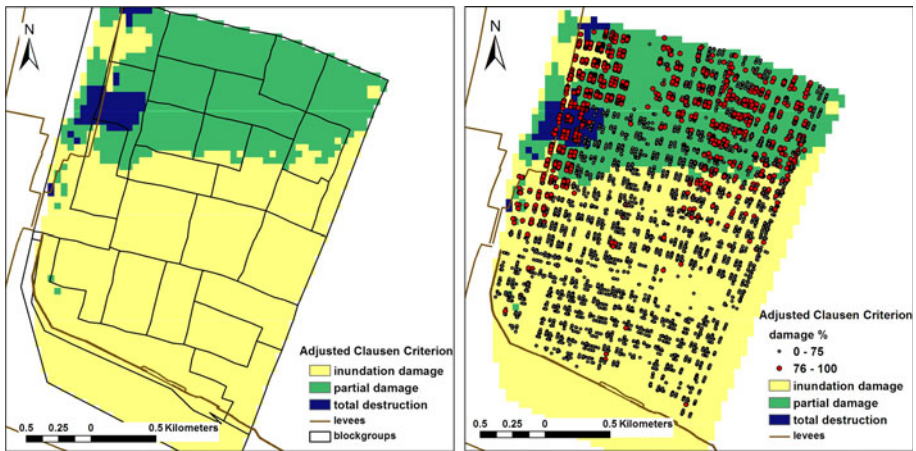 N
Adjusted Clausen Criterion
inundation damage
partial damage
total destruction
levees
blockgroups
0.5 0.25 0 0.5 Kilometers
N
Adjusted Clausen Criterion
damage %
0 - 75
76 - 100
inundation damage
partial damage
total destruction
levees
0.5 0.25 0 0.5 Kilometers